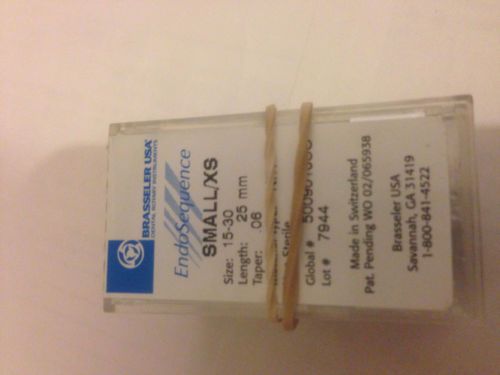 BRASSELER USA®
DENTAL ROTARY INSTRUMENTS
EndoSequence
SMALL/XS
Size: 15-30
Length: 25 mm
Taper: .06
Sterile
Global #
Lot # 7944
Made in Switzerland
Pat. Pending WO 02/065938
Brasseler USA
Savannah, GA 31419
1-800-841-4522